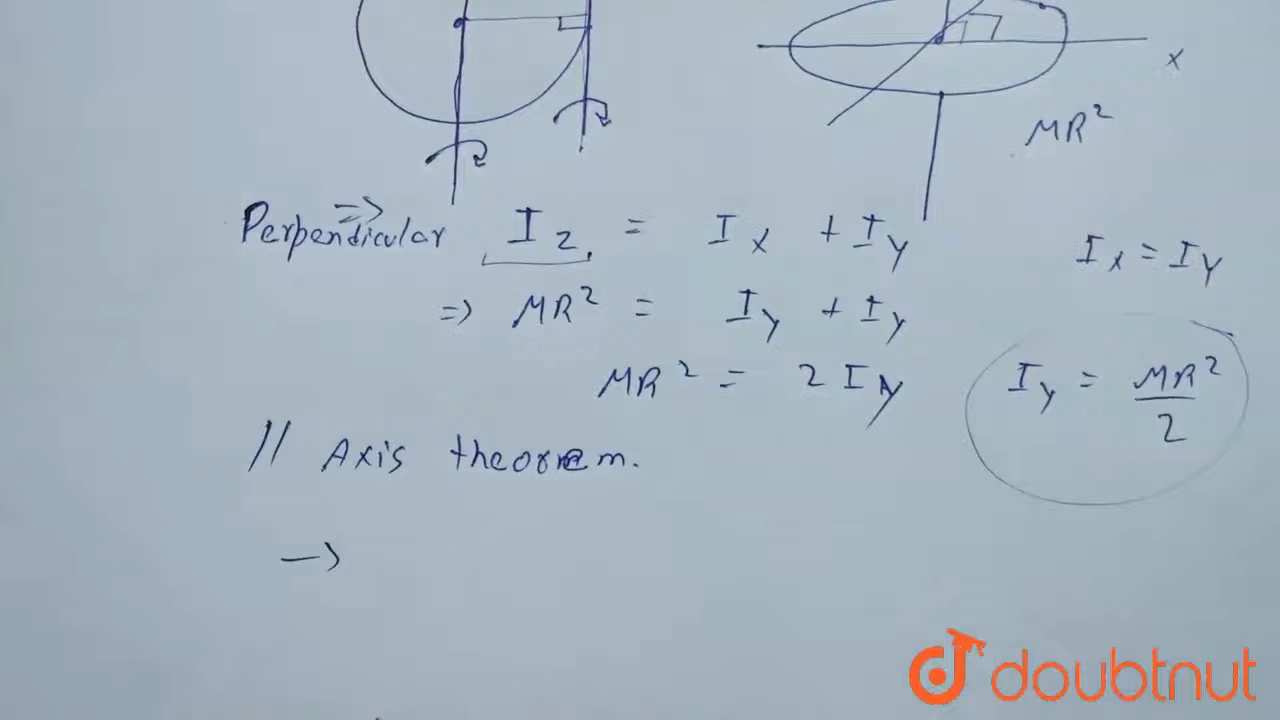 x
MR²
Perpendicular => I_z = I_x + I_y
I_x = I_y
=> MR² = I_y + I_y
MR² = 2 I_y
I_y = MR²/2
// Axis theorem.
→
doubtnut